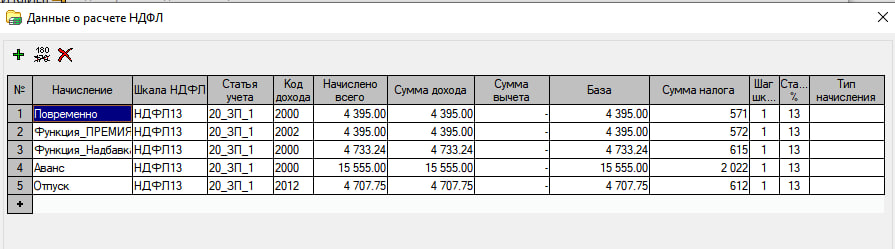 Данные о расчете НДФЛ
№ Начисление Шкала НДФЛ Статья учета Код дохода Начислено всего Сумма дохода Сумма вычета База Сумма налога Шаг шк... Ста... % Тип начисления
1 Повременно НДФЛ13 20_ЗП_1 2000 4 395.00 4 395.00 - 4 395.00 571 1 13
2 Функция_ПРЕМИЯ НДФЛ13 20_ЗП_1 2002 4 395.00 4 395.00 - 4 395.00 572 1 13
3 Функция_Надбавка НДФЛ13 20_ЗП_1 2000 4 733.24 4 733.24 - 4 733.24 615 1 13
4 Аванс НДФЛ13 20_ЗП_1 2000 15 555.00 15 555.00 - 15 555.00 2 022 1 13
5 Отпуск НДФЛ13 20_ЗП_1 2012 4 707.75 4 707.75 - 4 707.75 612 1 13